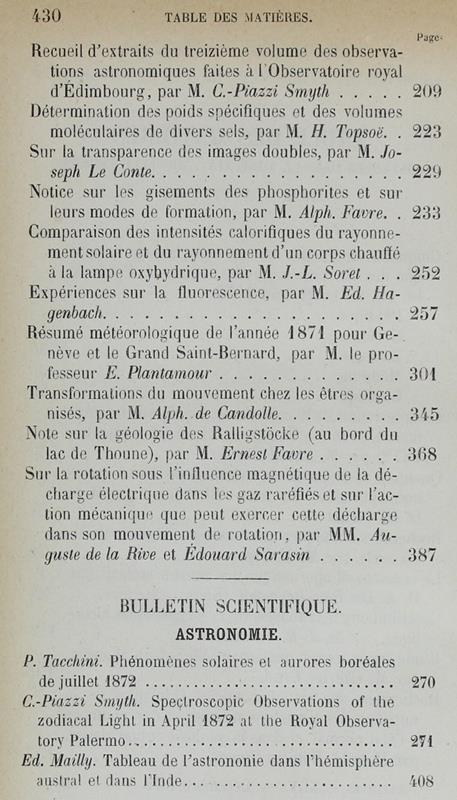 430 TABLE DES MATIÈRES.
Pages
Recueil d'extraits du treizième volume des observa-
tions astronomiques faites à l'Observatoire royal
d'Édimbourg, par M. C.-Piazzi Smyth . . . . . 209
Détermination des poids spécifiques et des volumes
moléculaires de divers sels, par M. H. Topsoë. . 223
Sur la transparence des images doubles, par M. Jo-
seph Le Conte. . . . . . . . . . . . . . . . . . 229
Notice sur les gisements des phosphorites et sur
leurs modes de formation, par M. Alph. Favre. . 233
Comparaison des intensités calorifiques du rayonne-
ment solaire et du rayonnement d'un corps chauffé
à la lampe oxyhydrique, par M. J.-L. Soret . . . 252
Expériences sur la fluorescence, par M. Ed. Ha-
genbach. . . . . . . . . . . . . . . . . . . . . 257
Résumé météorologique de l'année 1871 pour Ge-
nève et le Grand Saint-Bernard, par M. le pro-
fesseur E. Plantamour . . . . . . . . . . . . . 301
Transformations du mouvement chez les êtres orga-
nisés, par M. Alph. de Candolle. . . . . . . . . 345
Note sur la géologie des Ralligstöcke (au bord du
lac de Thoune), par M. Ernest Favre . . . . . . 368
Sur la rotation sous l'influence magnétique de la dé-
charge électrique dans les gaz raréfiés et sur l'ac-
tion mécanique que peut exercer cette décharge
dans son mouvement de rotation, par MM. Au-
guste de la Rive et Édouard Sarasin . . . . . . 387
BULLETIN SCIENTIFIQUE.
ASTRONOMIE.
P. Tacchini. Phénomènes solaires et aurores boréales
de juillet 1872 . . . . . . . . . . . . . . . . . . 270
C.-Piazzi Smyth. Spectroscopic Observations of the
zodiacal Light in April 1872 at the Royal Observa-
tory Palermo. . . . . . . . . . . . . . . . . . . 271
Ed. Mailly. Tableau de l'astrononie dans l'hémisphère
austral et dans l'Inde. . . . . . . . . . . . . . 408